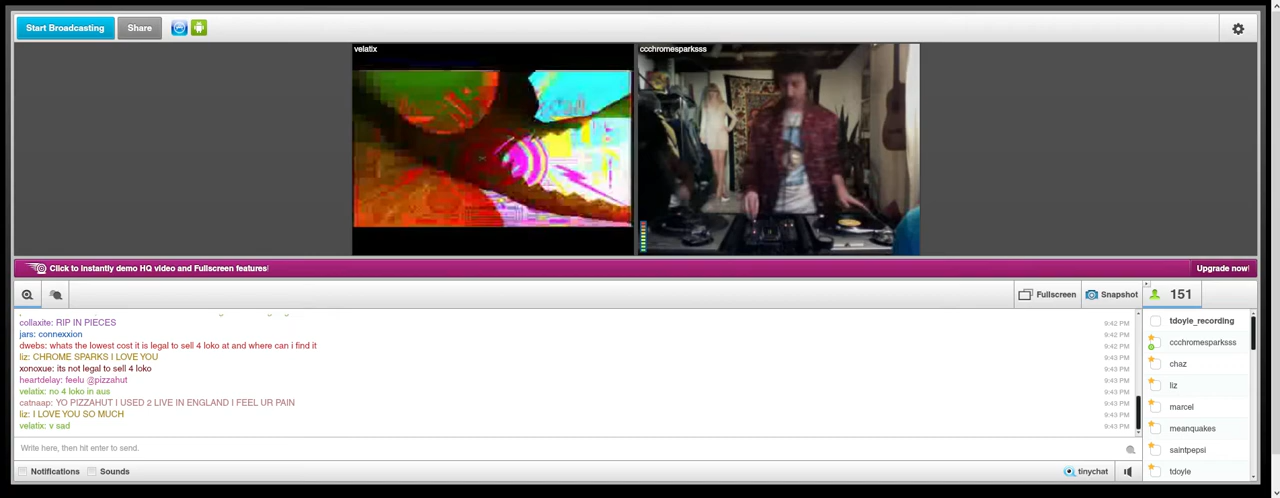 Start Broadcasting Share
velatix
ccchromesparksss
Click to instantly demo HQ video and Fullscreen features!
Upgrade now!
Fullscreen Snapshot 151
collaxite: RIP IN PIECES 9:42 PM
jars: connexxion 9:42 PM
dwebs: whats the lowest cost it is legal to sell 4 loko at and where can i find it 9:42 PM
liz: CHROME SPARKS I LOVE YOU 9:43 PM
xonoxue: its not legal to sell 4 loko 9:43 PM
heartdelay: feelu @pizzahut 9:43 PM
velatix: no 4 loko in aus 9:43 PM
catnaap: YO PIZZAHUT I USED 2 LIVE IN ENGLAND I FEEL UR PAIN 9:43 PM
liz: I LOVE YOU SO MUCH 9:43 PM
velatix: v sad 9:43 PM
Write here, then hit enter to send.
Notifications Sounds
tinychat
tdoyle_recording
ccchromesparksss
chaz
liz
marcel
meanquakes
saintpepsi
tdoyle